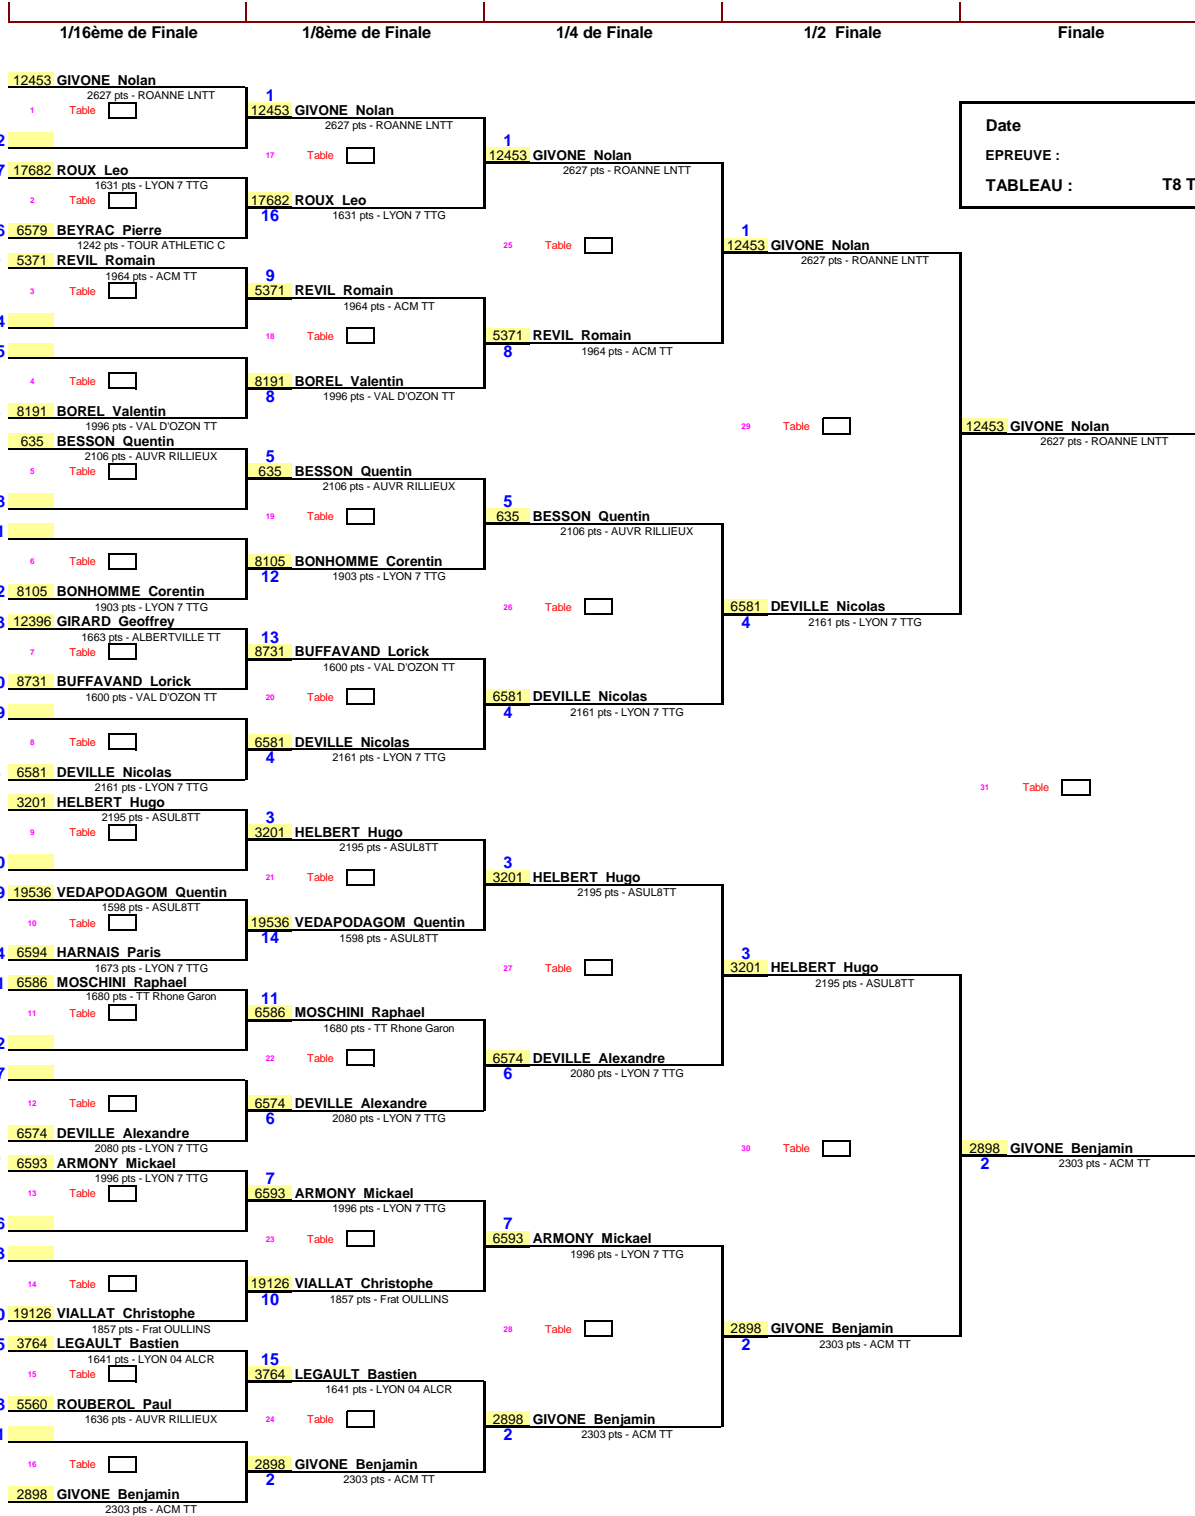 1/16ème de Finale
1/8ème de Finale
1/4 de Finale
1/2 Finale
Finale
Date
EPREUVE :
TABLEAU : T8 T
12453 GIVONE Nolan
2627 pts - ROANNE LNTT
1 Table
2
7 17682 ROUX Leo
1631 pts - LYON 7 TTG
2 Table
6 6579 BEYRAC Pierre
1242 pts - TOUR ATHLETIC C
5371 REVIL Romain
1964 pts - ACM TT
3 Table
4
5
4 Table
8191 BOREL Valentin
1996 pts - VAL D'OZON TT
635 BESSON Quentin
2106 pts - AUVR RILLIEUX
5 Table
3
1
6 Table
2 8105 BONHOMME Corentin
1903 pts - LYON 7 TTG
3 12396 GIRARD Geoffrey
1663 pts - ALBERTVILLE TT
7 Table
0 8731 BUFFAVAND Lorick
1600 pts - VAL D'OZON TT
9
8 Table
6581 DEVILLE Nicolas
2161 pts - LYON 7 TTG
3201 HELBERT Hugo
2195 pts - ASUL8TT
9 Table
0
9 19536 VEDAPODAGOM Quentin
1598 pts - ASUL8TT
10 Table
4 6594 HARNAIS Paris
1673 pts - LYON 7 TTG
1 6586 MOSCHINI Raphael
1680 pts - TT Rhone Garon
11 Table
2
7
12 Table
6574 DEVILLE Alexandre
2080 pts - LYON 7 TTG
6593 ARMONY Mickael
1996 pts - LYON 7 TTG
13 Table
6
3
14 Table
0 19126 VIALLAT Christophe
1857 pts - Frat OULLINS
5 3764 LEGAULT Bastien
1641 pts - LYON 04 ALCR
15 Table
3 5560 ROUBEROL Paul
1636 pts - AUVR RILLIEUX
1
16 Table
2898 GIVONE Benjamin
2303 pts - ACM TT
1
12453 GIVONE Nolan
2627 pts - ROANNE LNTT
17 Table
17682 ROUX Leo
16 1631 pts - LYON 7 TTG
9
5371 REVIL Romain
1964 pts - ACM TT
18 Table
8191 BOREL Valentin
8 1996 pts - VAL D'OZON TT
5
635 BESSON Quentin
2106 pts - AUVR RILLIEUX
19 Table
8105 BONHOMME Corentin
12 1903 pts - LYON 7 TTG
13
8731 BUFFAVAND Lorick
1600 pts - VAL D'OZON TT
20 Table
6581 DEVILLE Nicolas
4 2161 pts - LYON 7 TTG
3
3201 HELBERT Hugo
2195 pts - ASUL8TT
21 Table
19536 VEDAPODAGOM Quentin
14 1598 pts - ASUL8TT
11
6586 MOSCHINI Raphael
1680 pts - TT Rhone Garon
22 Table
6574 DEVILLE Alexandre
6 2080 pts - LYON 7 TTG
7
6593 ARMONY Mickael
1996 pts - LYON 7 TTG
23 Table
19126 VIALLAT Christophe
10 1857 pts - Frat OULLINS
15
3764 LEGAULT Bastien
1641 pts - LYON 04 ALCR
24 Table
2898 GIVONE Benjamin
2 2303 pts - ACM TT
1
12453 GIVONE Nolan
2627 pts - ROANNE LNTT
25 Table
5371 REVIL Romain
8 1964 pts - ACM TT
5
635 BESSON Quentin
2106 pts - AUVR RILLIEUX
26 Table
6581 DEVILLE Nicolas
4 2161 pts - LYON 7 TTG
3
3201 HELBERT Hugo
2195 pts - ASUL8TT
27 Table
6574 DEVILLE Alexandre
6 2080 pts - LYON 7 TTG
7
6593 ARMONY Mickael
1996 pts - LYON 7 TTG
28 Table
2898 GIVONE Benjamin
2 2303 pts - ACM TT
1
12453 GIVONE Nolan
2627 pts - ROANNE LNTT
29 Table
6581 DEVILLE Nicolas
4 2161 pts - LYON 7 TTG
3
3201 HELBERT Hugo
2195 pts - ASUL8TT
30 Table
2898 GIVONE Benjamin
2 2303 pts - ACM TT
12453 GIVONE Nolan
2627 pts - ROANNE LNTT
31 Table
2898 GIVONE Benjamin
2 2303 pts - ACM TT